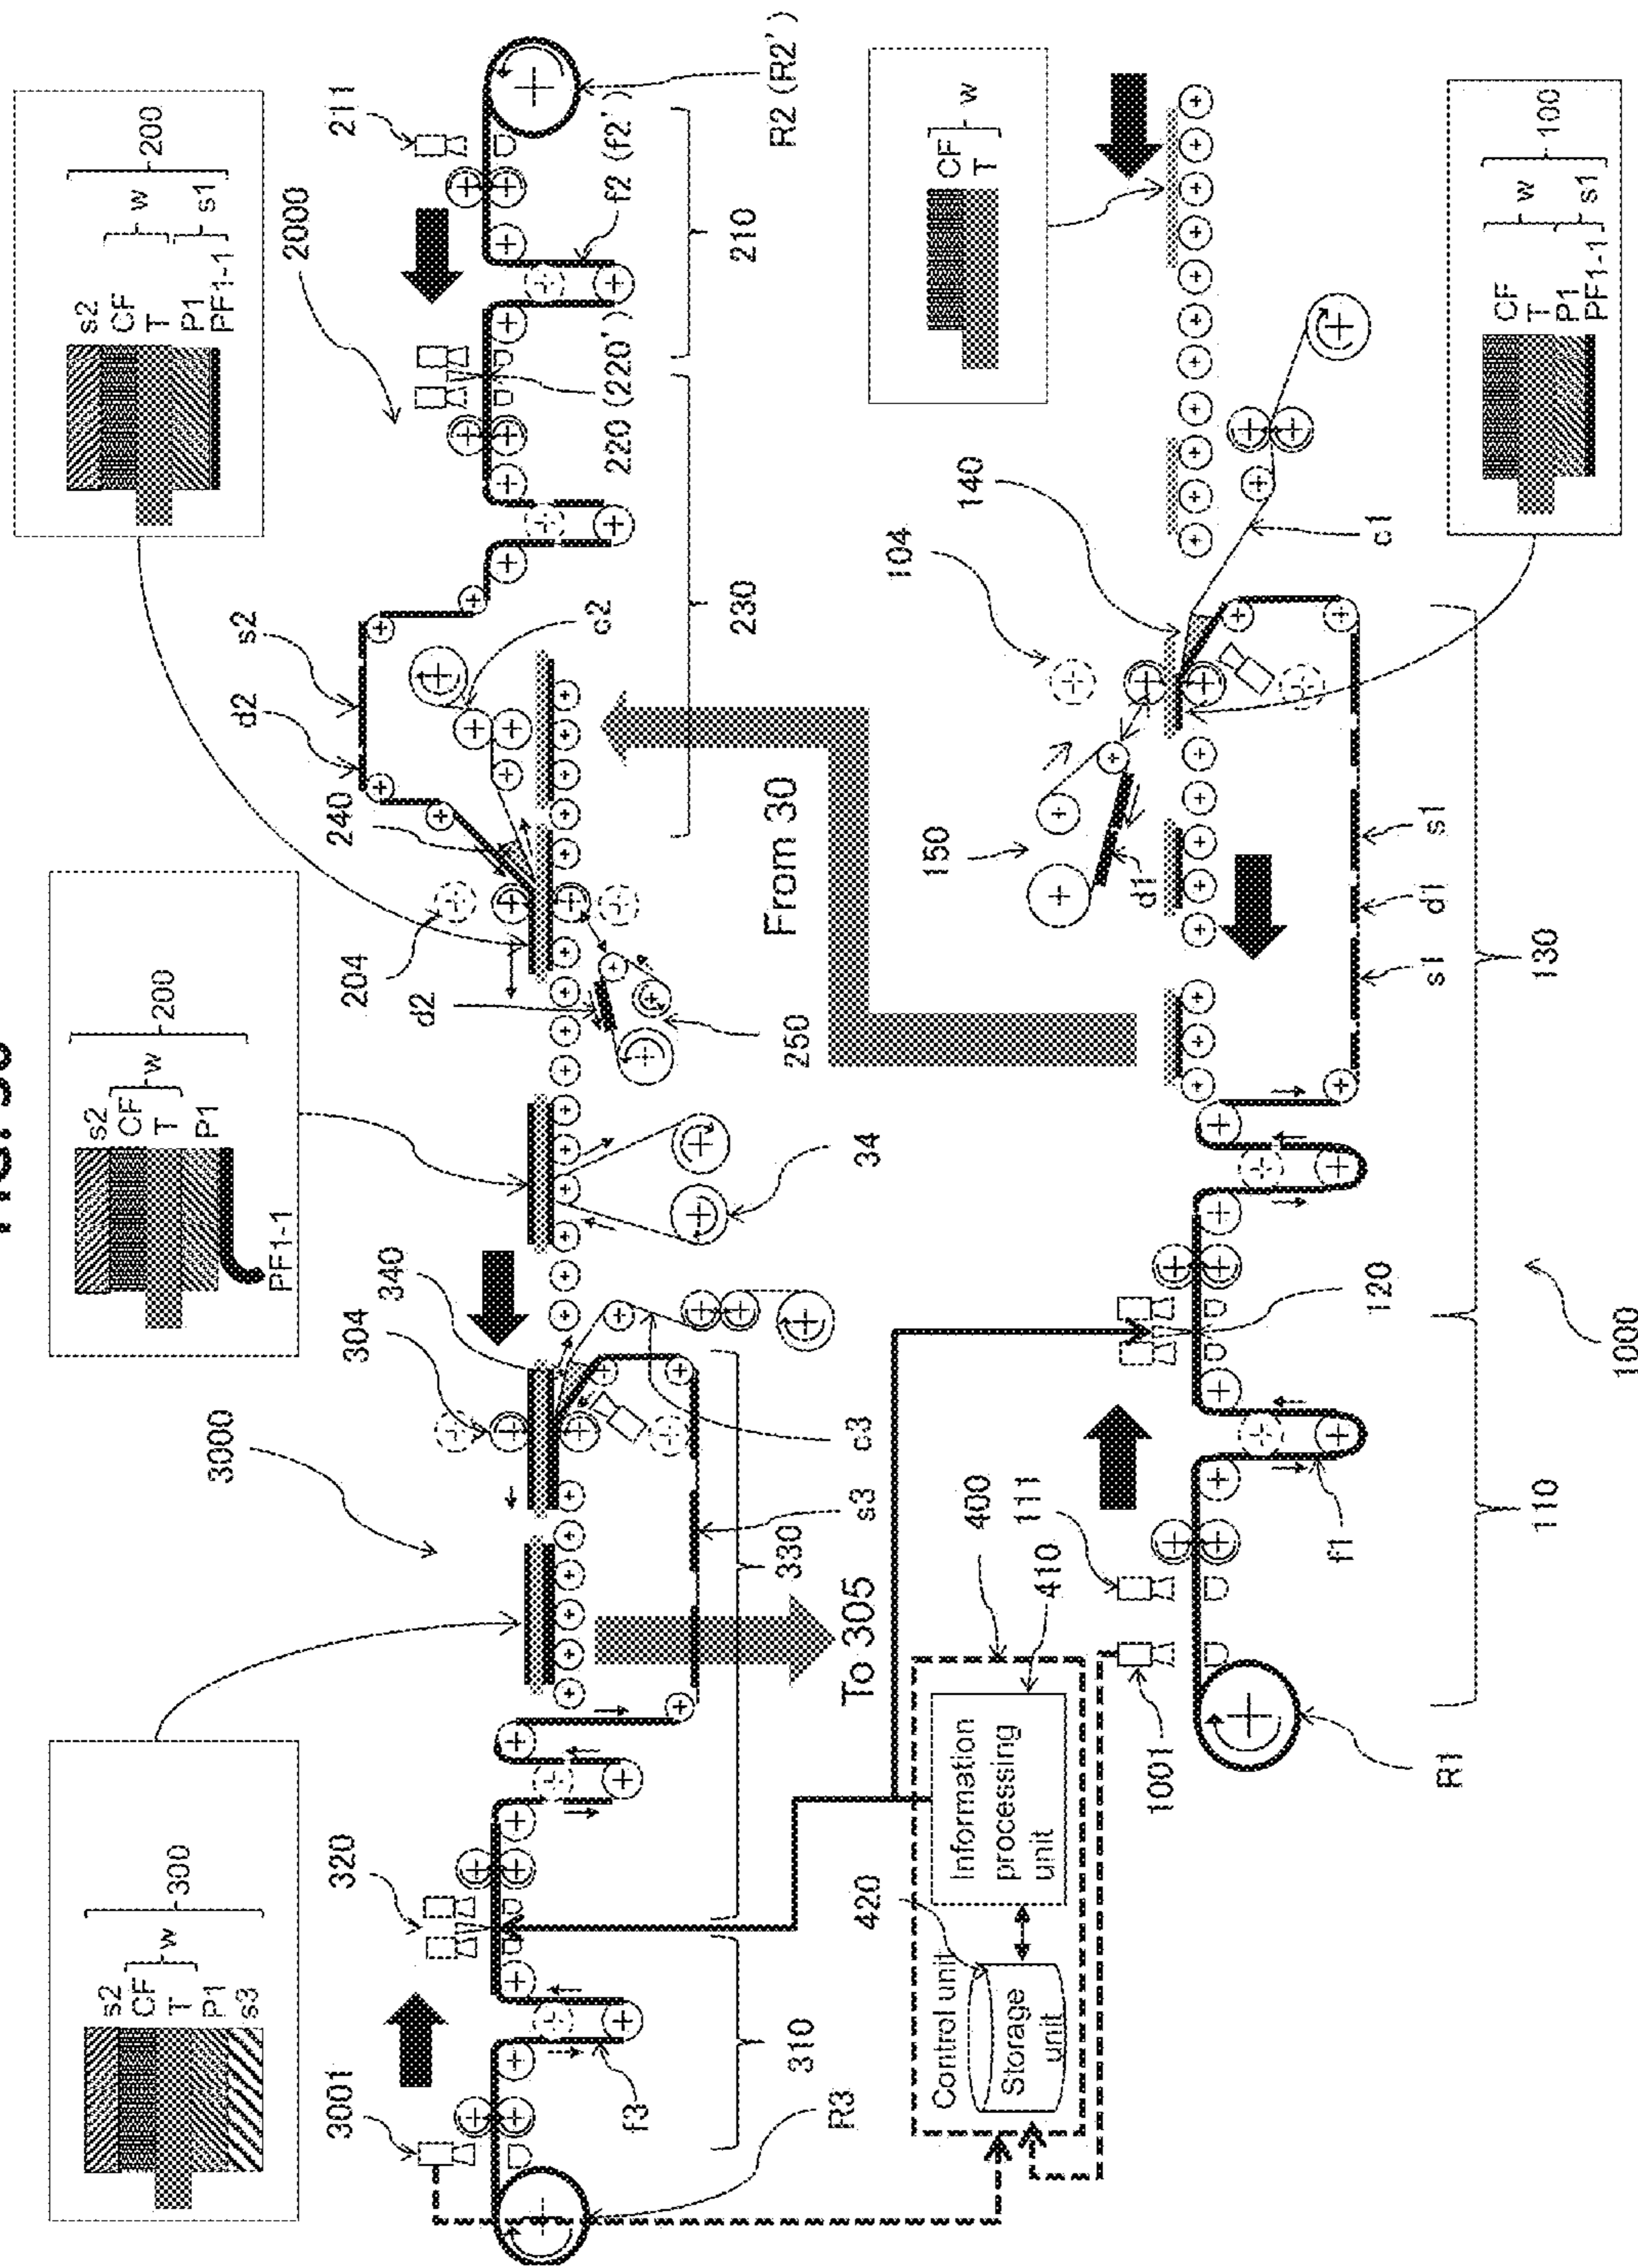 300
w
s2
CF
T
P1
s3
200
w
s2
CF
T
P1
PF1-1
200
w
s1
s2
CF
T
P1
PF1-1
3001
320
3000
304
340
204
240
d2
s2
2000
211
f3
R3
310
330
s3
c3
34
d2
250
c2
230
220 (220')
f2 (f2')
210
R2 (R2')
To 305
From 30
Control unit
420
Storage
unit
Information
processing
unit
400
410
1001
111
R1
f1
110
120
1000
130
s1
d1
s1
150
d1
104
140
c1
CF
T
w
100
w
s1
CF
T
P1
PF1-1